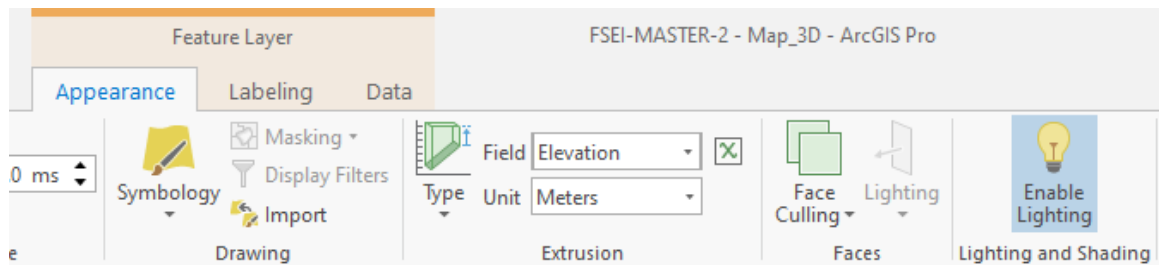 Feature Layer
FSEI-MASTER-2 - Map_3D - ArcGIS Pro
Appearance
Labeling
Data
.0 ms
Symbology
Masking
Display Filters
Import
Drawing
Type
Field
Elevation
Unit
Meters
Extrusion
Face
Culling
Lighting
Faces
Enable
Lighting
Lighting and Shading